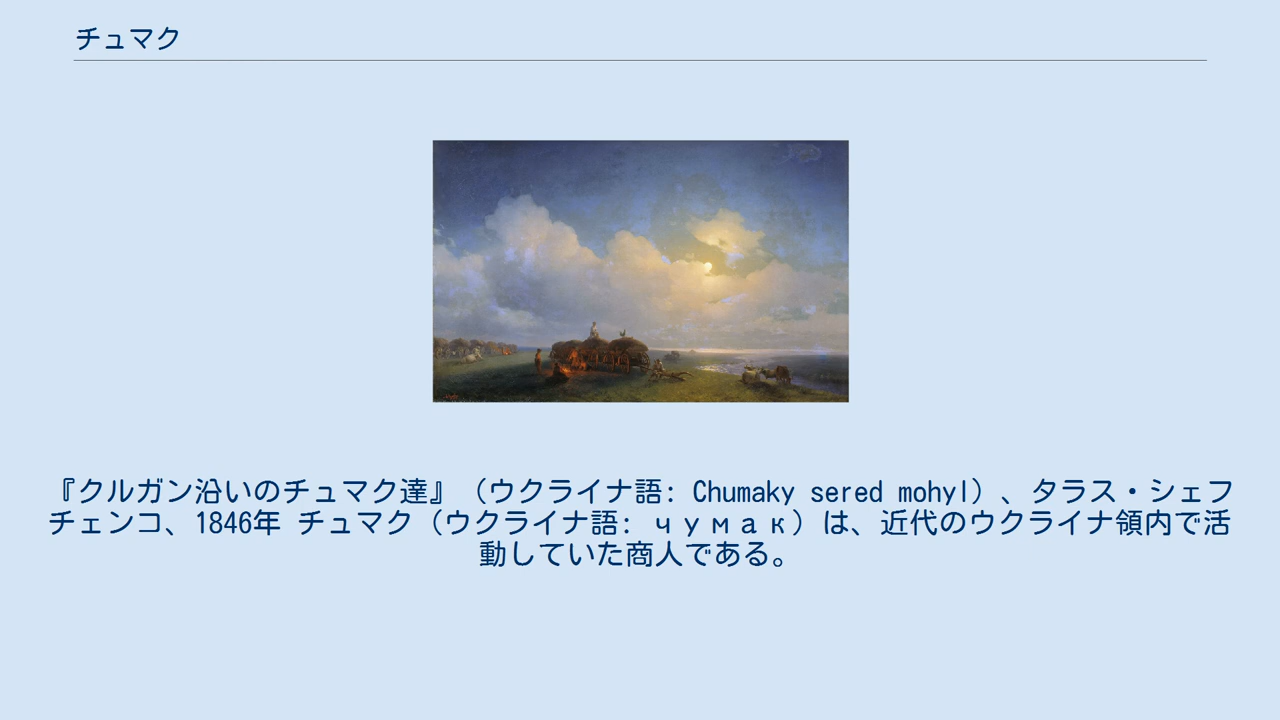 チュマク
『クルガン沿いのチュマク達』（ウクライナ語: Chumaky sered mohyl）、タラス・シェフ
チェンコ、1846年 チュマク（ウクライナ語: чумак）は、近代のウクライナ領内で活
動していた商人である。